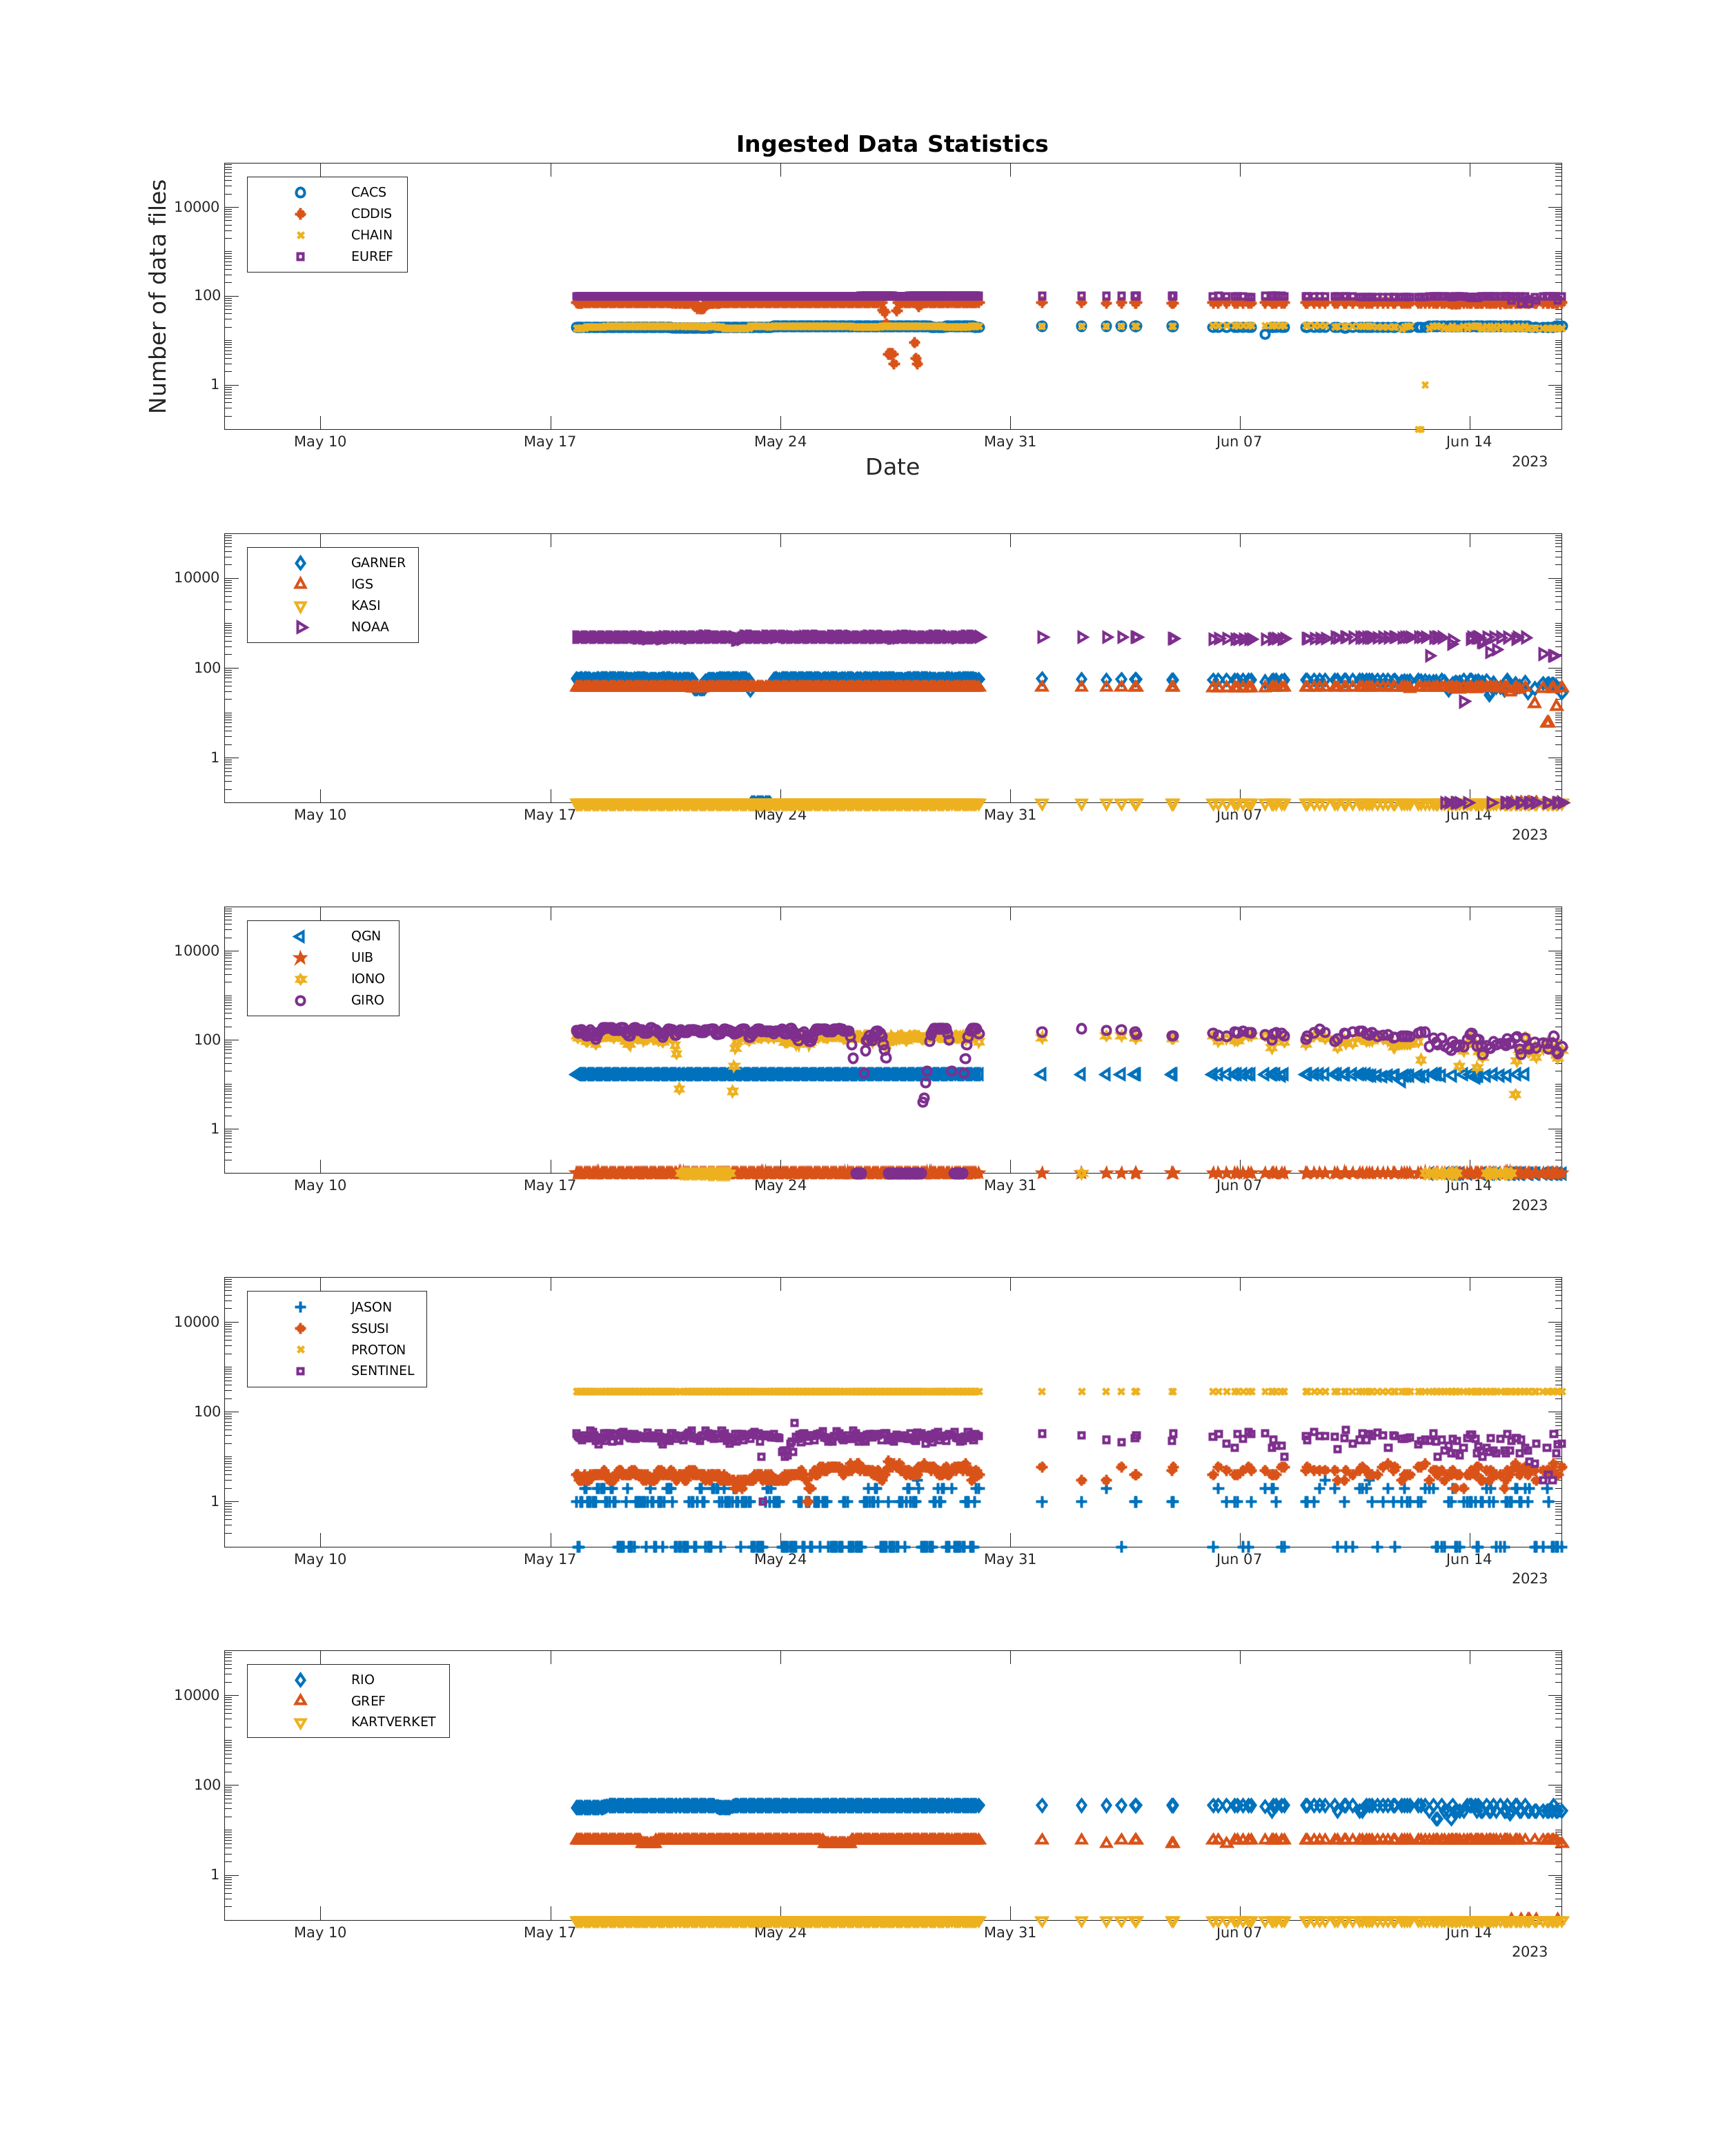 Ingested Data Statistics
Number of data files
CACS
CDDIS
CHAIN
EUREF
10000
100
1
May 10 May 17 May 24 May 31 Jun 07 Jun 14
2023
Date
GARNER
IGS
KASI
NOAA
10000
100
1
May 10 May 17 May 24 May 31 Jun 07 Jun 14
2023
QGN
UIB
IONO
GIRO
10000
100
1
May 10 May 17 May 24 May 31 Jun 07 Jun 14
2023
JASON
SSUSI
PROTON
SENTINEL
10000
100
1
May 10 May 17 May 24 May 31 Jun 07 Jun 14
2023
RIO
GREF
KARTVERKET
10000
100
1
May 10 May 17 May 24 May 31 Jun 07 Jun 14
2023